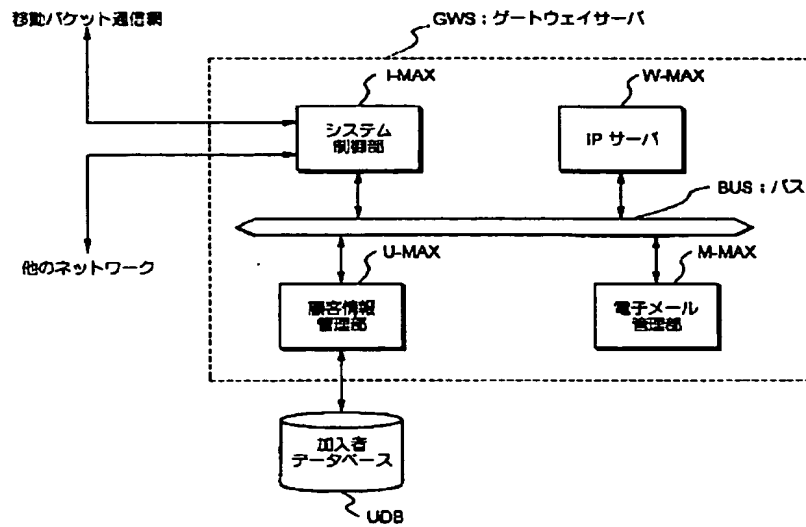 移動パケット通信網
GWS：ゲートウェイサーバ
I-MAX
W-MAX
システム
制御部
IP サーバ
BUS：バス
他のネットワーク
U-MAX
M-MAX
顧客情報
管理部
電子メール
管理部
加入者
データベース
UDB